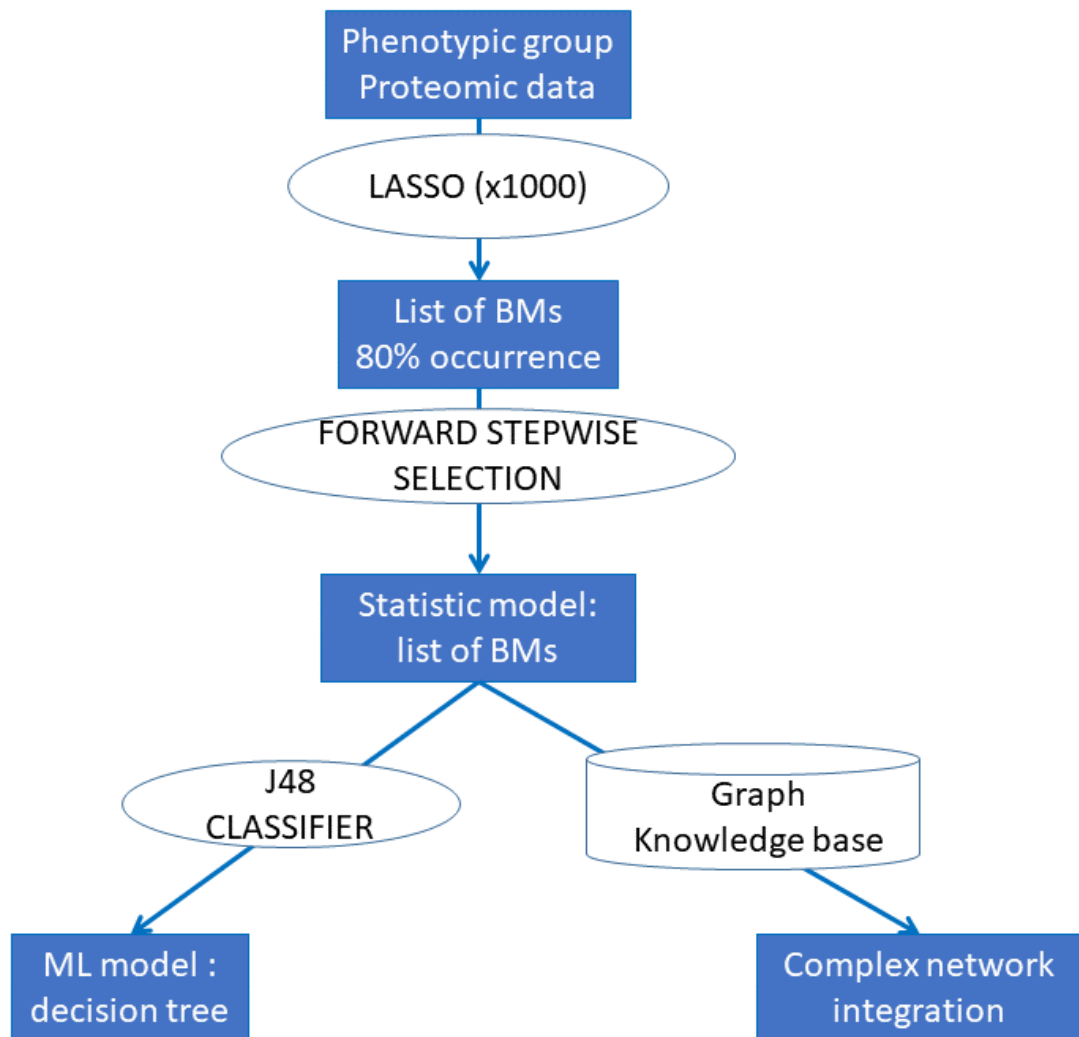 Phenotypic group
Proteomic data
LASSO (x1000)
List of BMs
80% occurrence
FORWARD STEPWISE
SELECTION
Statistic model:
list of BMs
J48
CLASSIFIER
Graph
Knowledge base
ML model :
decision tree
Complex network
integration